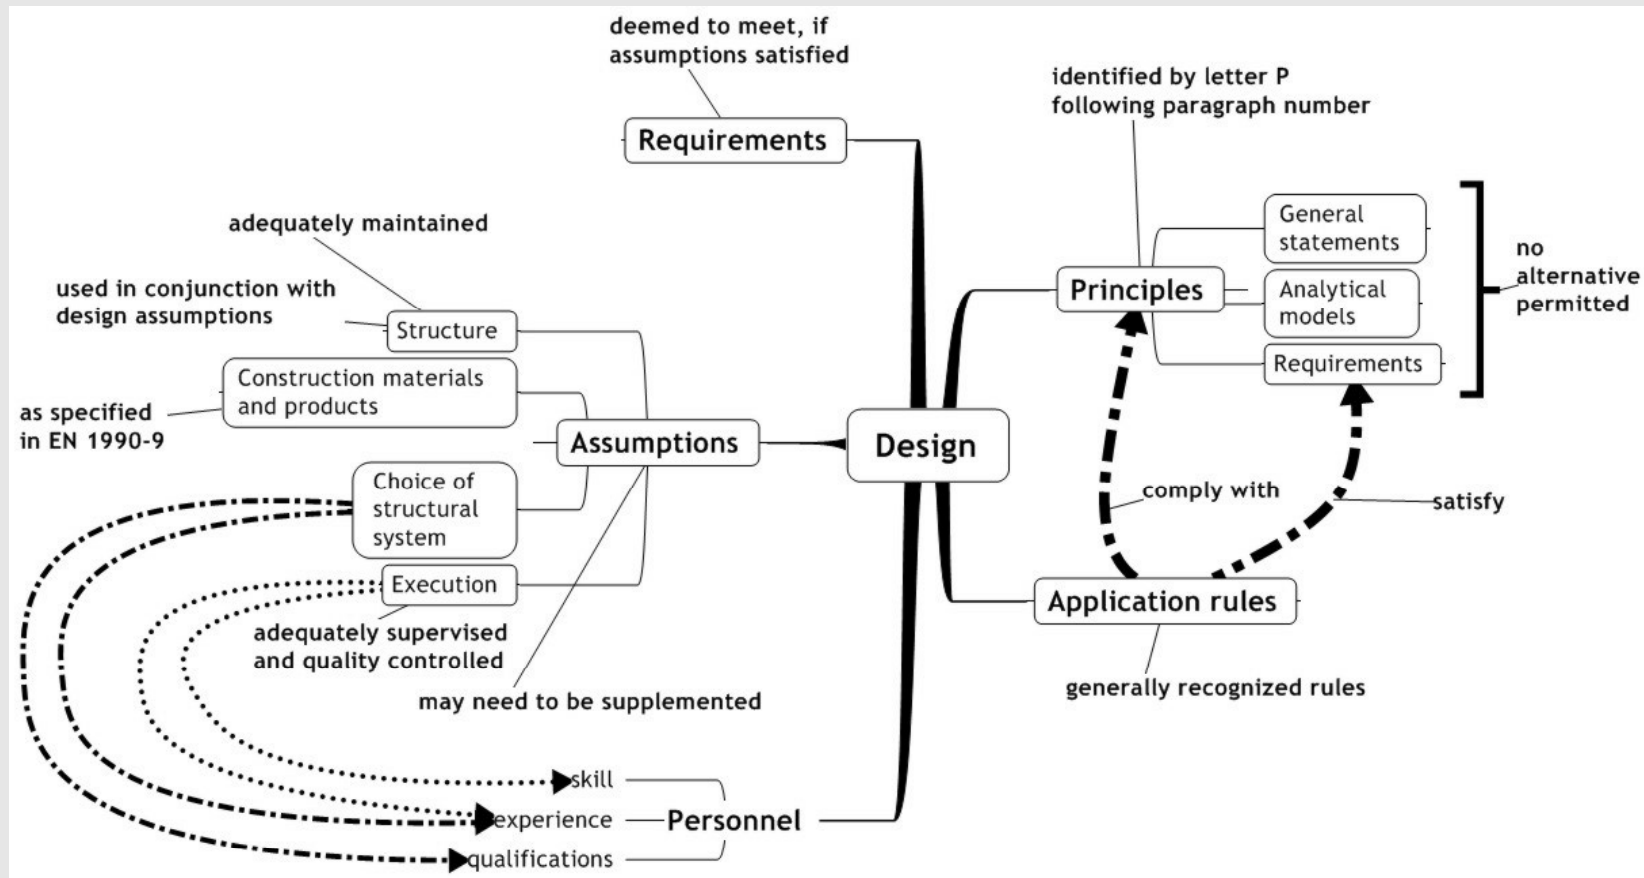 deemed to meet, if
assumptions satisfied
Requirements
identified by letter P
following paragraph number
Principles
General
statements
Analytical
models
Requirements
no
alternative
permitted
adequately maintained
used in conjunction with
design assumptions
Structure
Construction materials
and products
as specified
in EN 1990-9
Assumptions
Design
Choice of
structural
system
Execution
adequately supervised
and quality controlled
may need to be supplemented
comply with
satisfy
Application rules
generally recognized rules
skill
experience
Personnel
qualifications